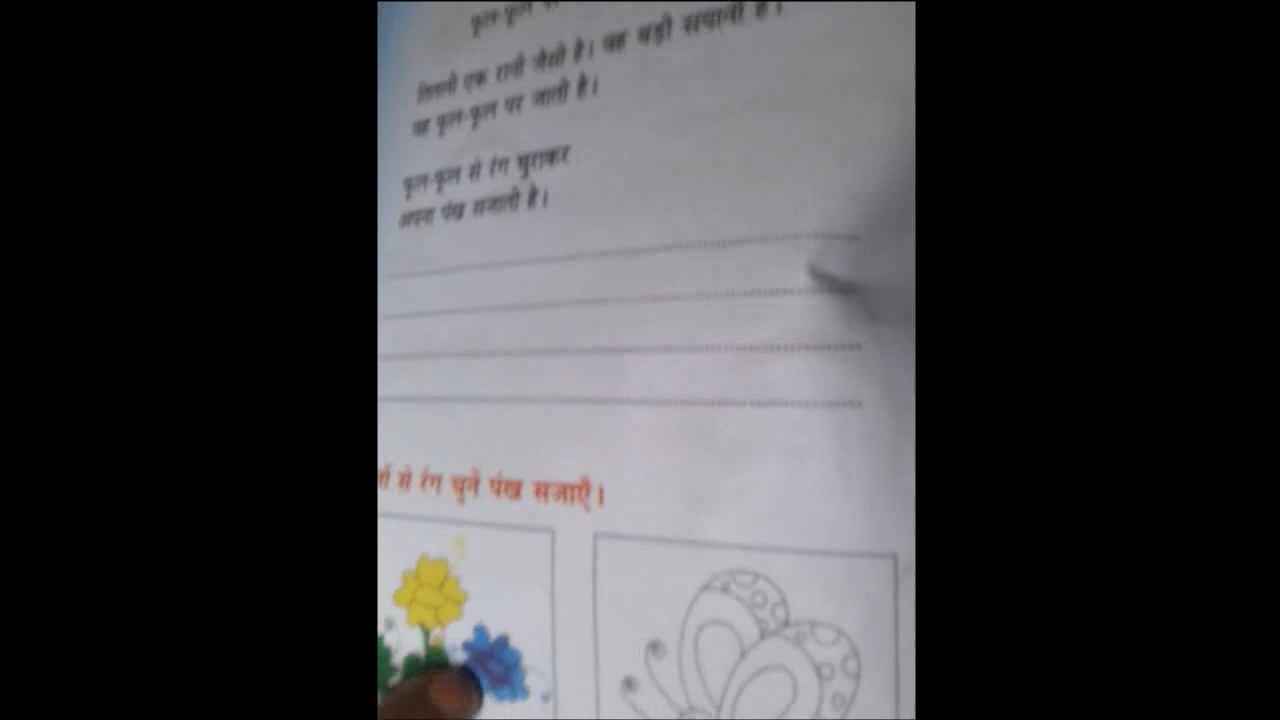 फूल-फूल
तितली एक रानी जैसी है। वह बड़ी सयानी है।
वह फूल-फूल पर जाती है।
फूल-फूल से रंग चुराकर
अपना पंख सजाती है।
से रंग चुनें पंख सजाएँ।